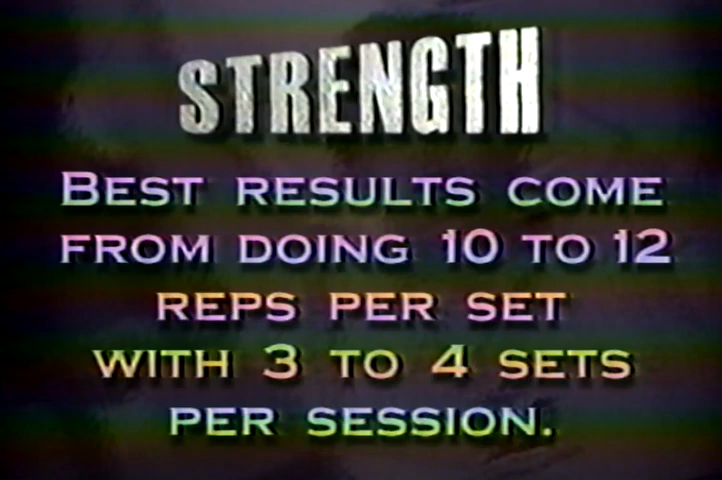 STRENGTH
BEST RESULTS COME
FROM DOING 10 TO 12
REPS PER SET
WITH 3 TO 4 SETS
PER SESSION.